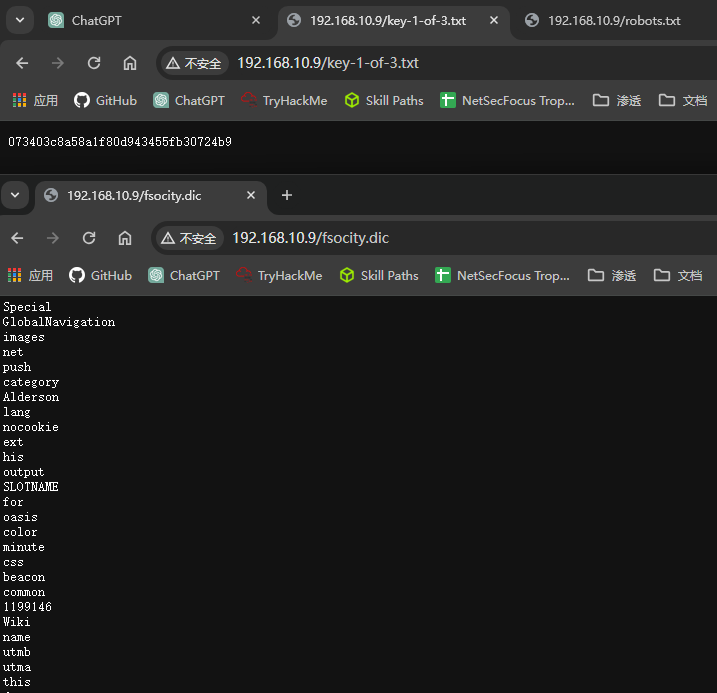 ChatGPT
192.168.10.9/key-1-of-3.txt
192.168.10.9/robots.txt
不安全 192.168.10.9/key-1-of-3.txt
应用 GitHub ChatGPT TryHackMe Skill Paths NetSecFocus Trop... 渗透 文档
073403c8a58a1f80d943455fb30724b9
192.168.10.9/fsocity.dic
不安全 192.168.10.9/fsocity.dic
应用 GitHub ChatGPT TryHackMe Skill Paths NetSecFocus Trop... 渗透 文档
Special
GlobalNavigation
images
net
push
category
Alderson
lang
nocookie
ext
his
output
SLOTNAME
for
oasis
color
minute
css
beacon
common
1199146
Wiki
name
utmb
utma
this